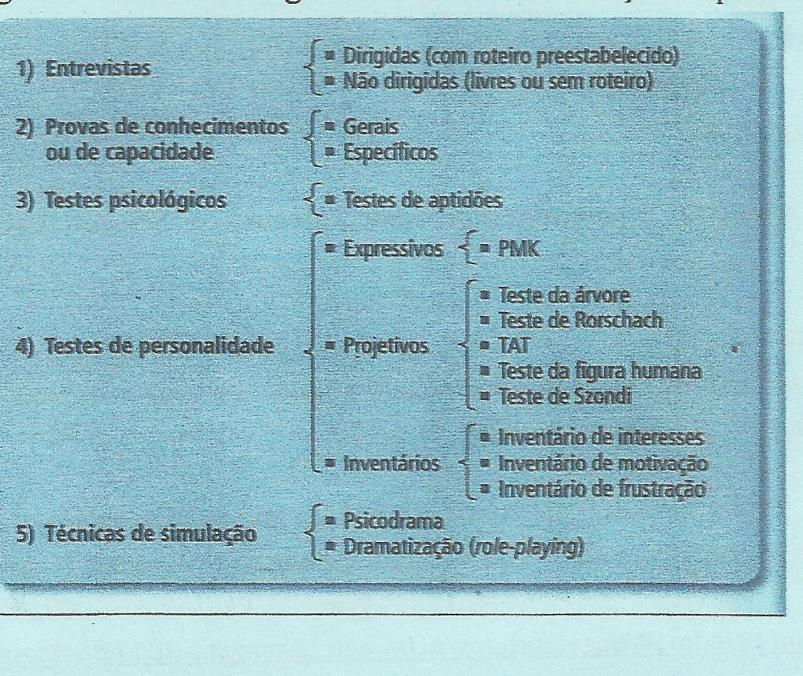 1) Entrevistas
▪ Dirigidas (com roteiro preestabelecido)
▪ Não dirigidas (livres ou sem roteiro)
2) Provas de conhecimentos
ou de capacidade
▪ Gerais
▪ Específicos
3) Testes psicológicos
▪ Testes de aptidões
4) Testes de personalidade
▪ Expressivos
▪ PMK
▪ Projetivos
▪ Teste da árvore
▪ Teste de Rorschach
▪ TAT
▪ Teste da figura humana
▪ Teste de Szondi
▪ Inventários
▪ Inventário de interesses
▪ Inventário de motivação
▪ Inventário de frustração
5) Técnicas de simulação
▪ Psicodrama
▪ Dramatização (role-playing)